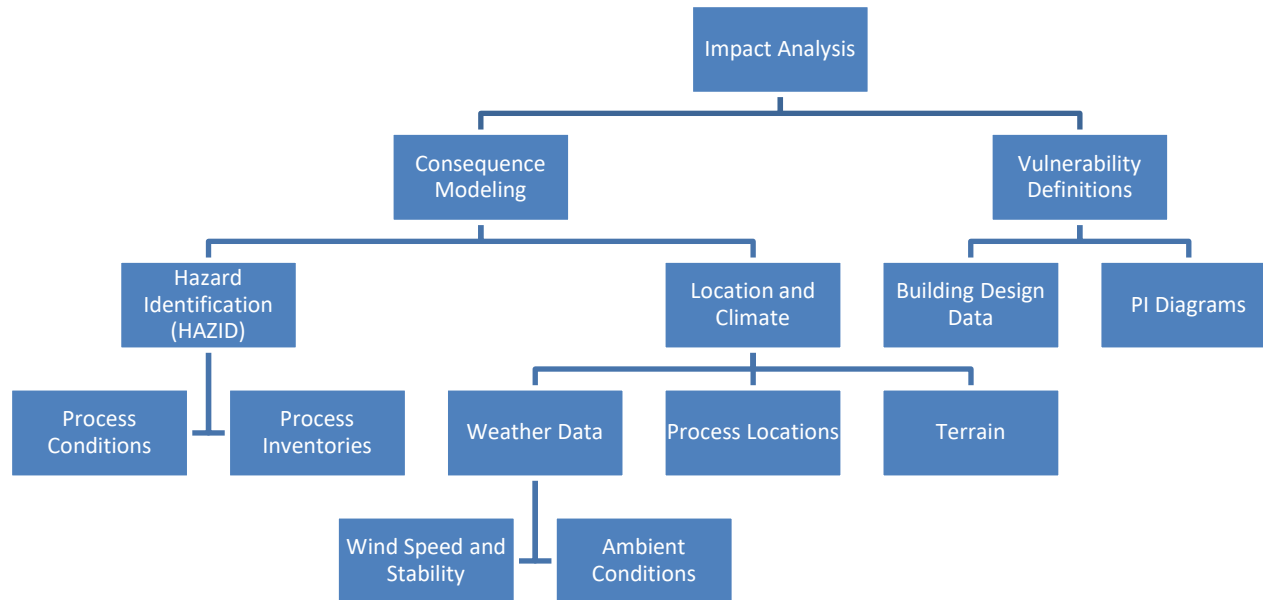 Impact Analysis
Consequence
Modeling
Vulnerability
Definitions
Hazard
Identification
(HAZID)
Location and
Climate
Building Design
Data
PI Diagrams
Process
Conditions
Process
Inventories
Weather Data
Process Locations
Terrain
Wind Speed and
Stability
Ambient
Conditions